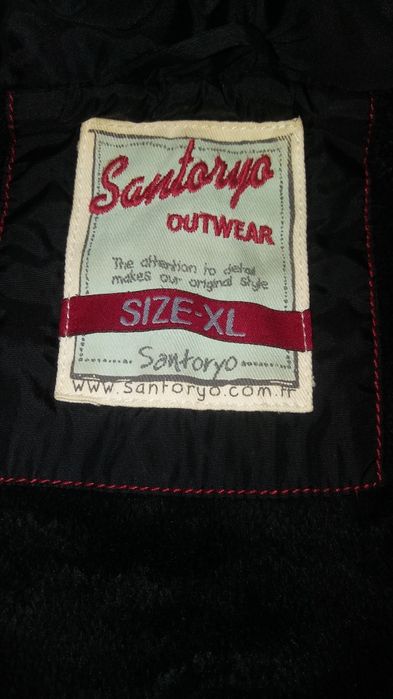 Santoryo
OUTWEAR
The attention to detail
makes our original style
SIZE-XL
Santoryo
www.santoryo.com.tr